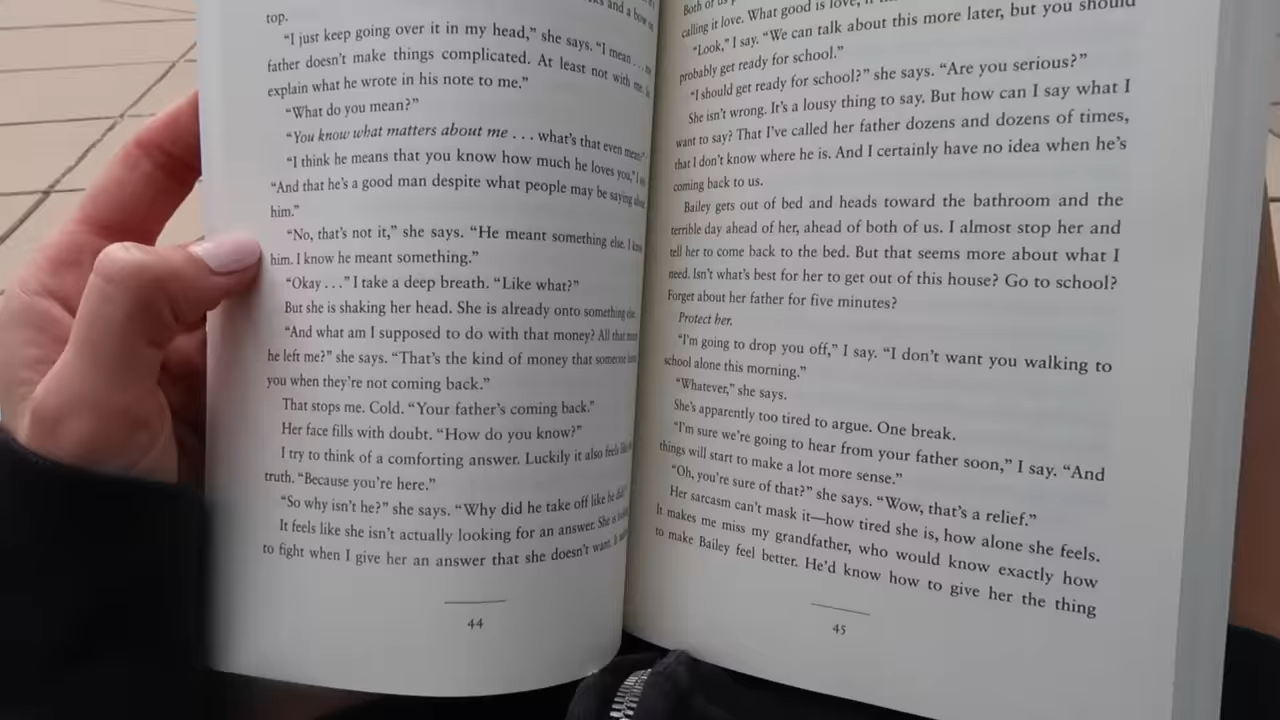 and a bow on
top.
“I just keep going over it in my head,” she says. “I mean . . . my
father doesn’t make things complicated. At least not with me.
explain what he wrote in his note to me.”
“What do you mean?”
“You know what matters about me . . . what’s that even mean?”
“I think he means that you know how much he loves you,” I say.
“And that he’s a good man despite what people may be saying about
him.”
“No, that’s not it,” she says. “He meant something else. I know
him. I know he meant something.”
“Okay . . .” I take a deep breath. “Like what?”
But she is shaking her head. She is already onto something else.
“And what am I supposed to do with that money? All that money
he left me?” she says. “That’s the kind of money that someone
you when they’re not coming back.”
That stops me. Cold. “Your father’s coming back.”
Her face fills with doubt. “How do you know?”
I try to think of a comforting answer. Luckily it also feels like
truth. “Because you’re here.”
“So why isn’t he?” she says. “Why did he take off like he did?”
It feels like she isn’t actually looking for an answer. She is looking
to fight when I give her an answer that she doesn’t want. It
44
Both of us
calling it love. What good is love, if
“Look,” I say. “We can talk about this more later, but you should
probably get ready for school.”
“I should get ready for school?” she says. “Are you serious?”
She isn’t wrong. It’s a lousy thing to say. But how can I say what I
want to say? That I’ve called her father dozens and dozens of times,
that I don’t know where he is. And I certainly have no idea when he’s
coming back to us.
Bailey gets out of bed and heads toward the bathroom and the
terrible day ahead of her, ahead of both of us. I almost stop her and
tell her to come back to the bed. But that seems more about what I
need. Isn’t what’s best for her to get out of this house? Go to school?
Forget about her father for five minutes?
Protect her.
“I’m going to drop you off,” I say. “I don’t want you walking to
school alone this morning.”
“Whatever,” she says.
She’s apparently too tired to argue. One break.
“I’m sure we’re going to hear from your father soon,” I say. “And
things will start to make a lot more sense.”
“Oh, you’re sure of that?” she says. “Wow, that’s a relief.”
Her sarcasm can’t mask it—how tired she is, how alone she feels.
It makes me miss my grandfather, who would know exactly how
to make Bailey feel better. He’d know how to give her the thing
45